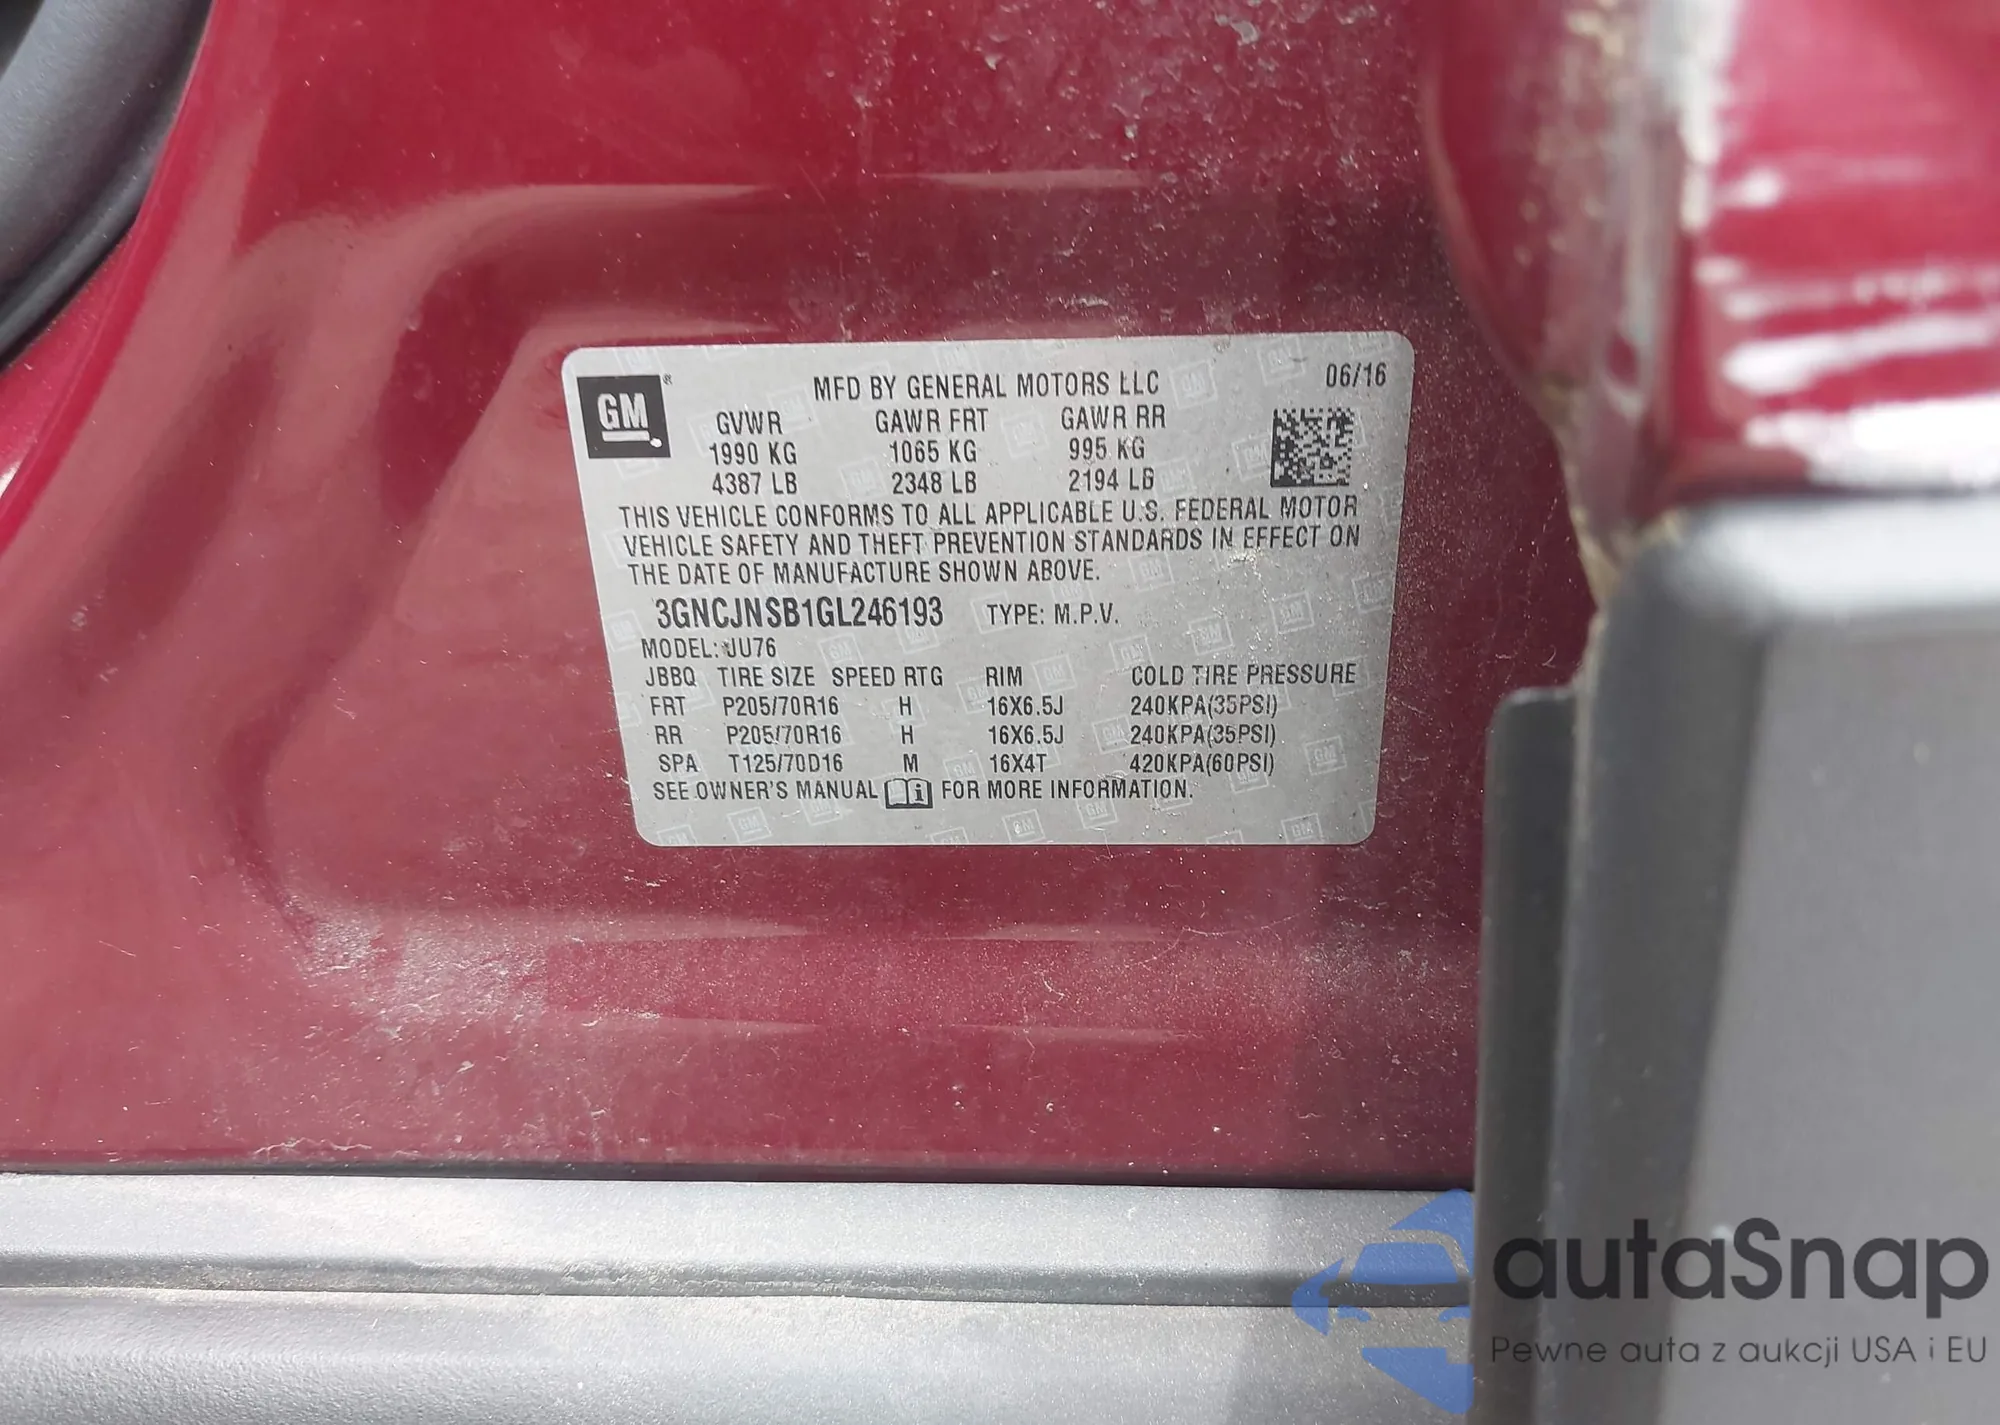 GM
MFD BY GENERAL MOTORS LLC 06/16
GVWR GAWR FRT GAWR RR
1990 KG 1065 KG 995 KG
4387 LB 2348 LB 2194 LB
THIS VEHICLE CONFORMS TO ALL APPLICABLE U.S. FEDERAL MOTOR
VEHICLE SAFETY AND THEFT PREVENTION STANDARDS IN EFFECT ON
THE DATE OF MANUFACTURE SHOWN ABOVE.
3GNCJNSB1GL246193 TYPE: M.P.V.
MODEL: JU76
JBBQ TIRE SIZE SPEED RTG RIM COLD TIRE PRESSURE
FRT P205/70R16 H 16X6.5J 240KPA(35PSI)
RR P205/70R16 H 16X6.5J 240KPA(35PSI)
SPA T125/70D16 M 16X4T 420KPA(60PSI)
SEE OWNER'S MANUAL i FOR MORE INFORMATION.
autaSnap
Pewne auta z aukcji USA i EU